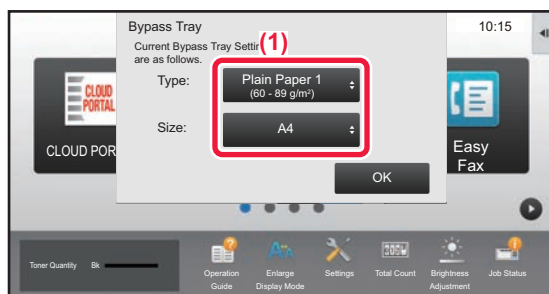 Bypass Tray
10:15
Current Bypass Tray Settin
(1)
are as follows.
Type:
Plain Paper 1
(60 - 89 g/m²)
Size:
A4
OK
CLOUD
PORTAL
CLOUD POR
Easy
Fax
Toner Quantity
Bk
Operation
Guide
Enlarge
Display Mode
Settings
Total Count
Brightness
Adjustment
Job Status